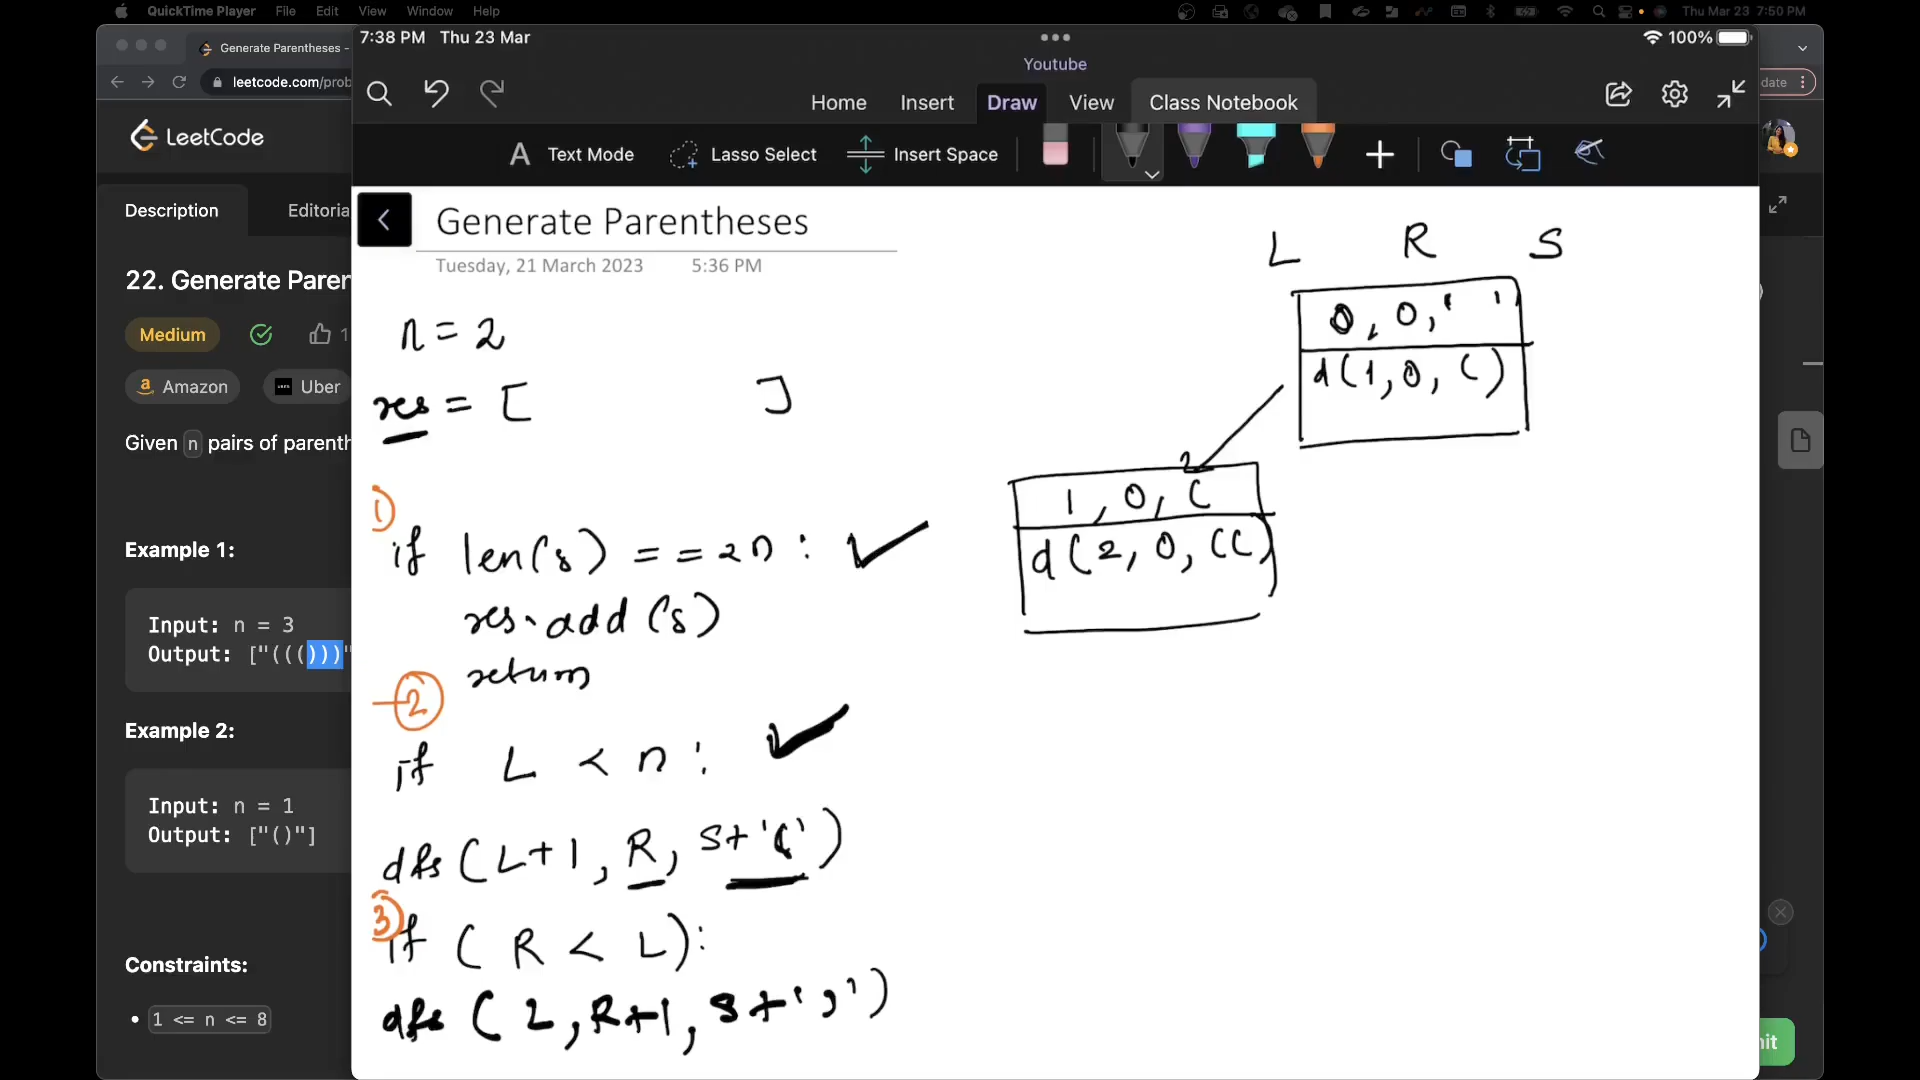 QuickTime Player File Edit View Window Help Thu Mar 23 7:50 PM
Generate Parentheses -
leetcode.com/prob
date
LeetCode
Description Editoria
22. Generate Parer
Medium
Amazon Uber
Given n pairs of parenth
Example 1:
Input: n = 3
Output: ["((()))"
Example 2:
Input: n = 1
Output: ["()"]
Constraints:
1 <= n <= 8
7:38 PM Thu 23 Mar 100%
Youtube
Home Insert Draw View Class Notebook
A Text Mode Lasso Select Insert Space
Generate Parentheses
Tuesday, 21 March 2023 5:36 PM
L R S
n = 2
0, 0, ' '
res = [ ]
d(1, 0, ()
1, 0, (
d(2, 0, (()
1)
if len(s) == 2n :
res.add(s)
return
2
if L < n :
dfs (L+1, R, S+'(')
3
if (R < L):
dfs (L, R+1, S+')')
it